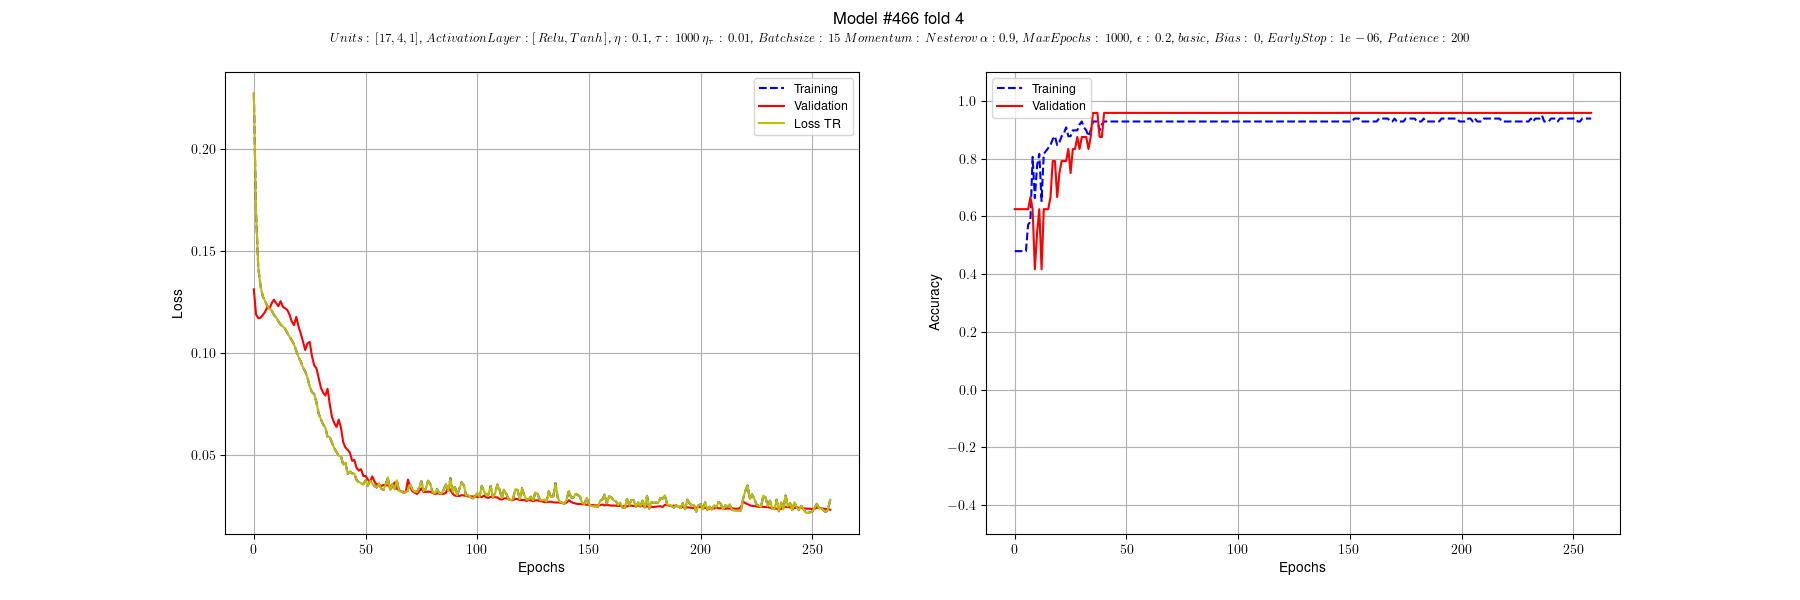 Model #466 fold 4
Units : [17, 4, 1], ActivationLayer : [Relu, Tanh], η : 0.1, τ : 1000 ητ : 0.01, Batchsize : 15 Momentum : Nesterov α : 0.9, MaxEpochs : 1000, ϵ : 0.2, basic, Bias : 0, EarlyStop : 1e − 06, Patience : 200
Training
Validation
Loss TR
0.20
0.15
0.10
0.05
Loss
0 50 100 150 200 250
Epochs
Training
Validation
1.0
0.8
0.6
0.4
0.2
0.0
−0.2
−0.4
Accuracy
0 50 100 150 200 250
Epochs